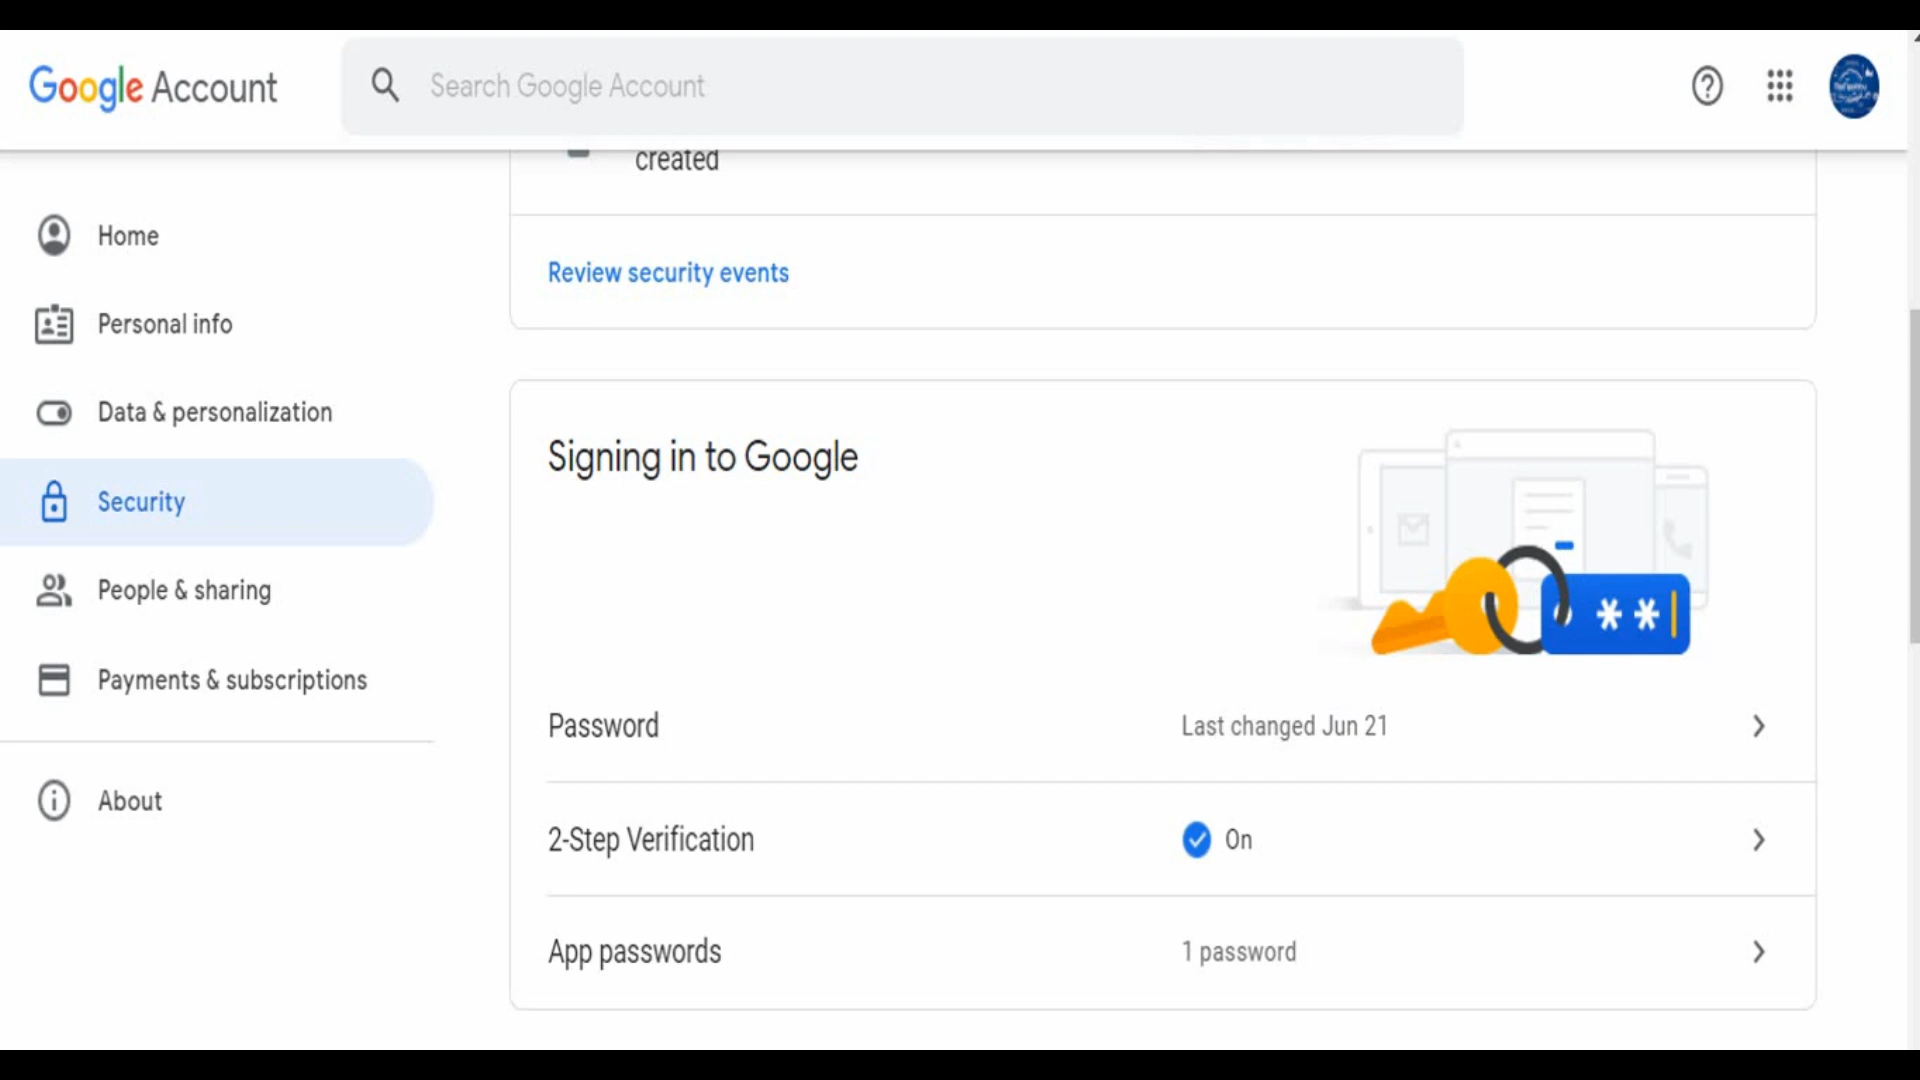 Google Account
Search Google Account
created
Home
Review security events
Personal info
Data & personalization
Signing in to Google
Security
People & sharing
**
Payments & subscriptions
Password
Last changed Jun 21
About
2-Step Verification
On
App passwords
1 password